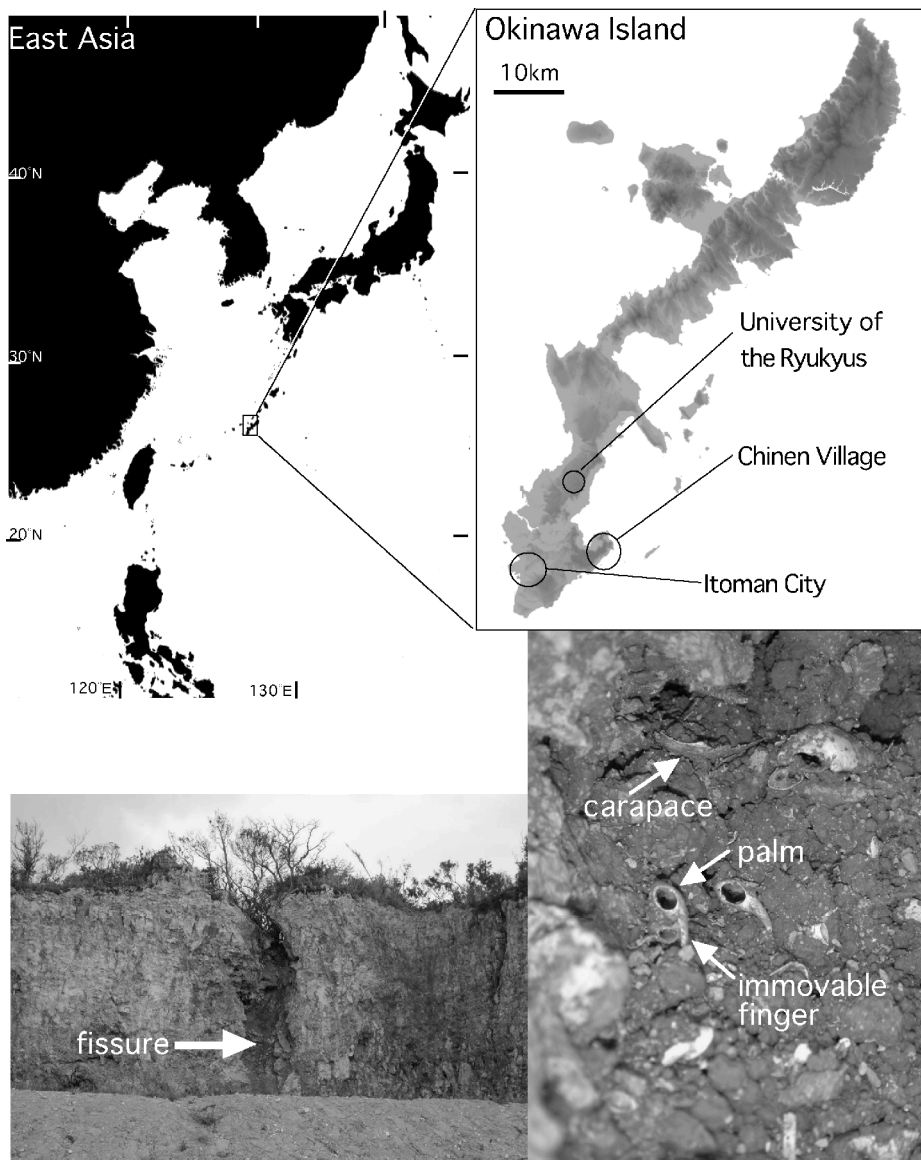 East Asia
40°N
30°N
20°N
120°E
130°E
Okinawa Island
10km
University of
the Ryukyus
Chinen Village
Itoman City
fissure
carapace
palm
immovable
finger